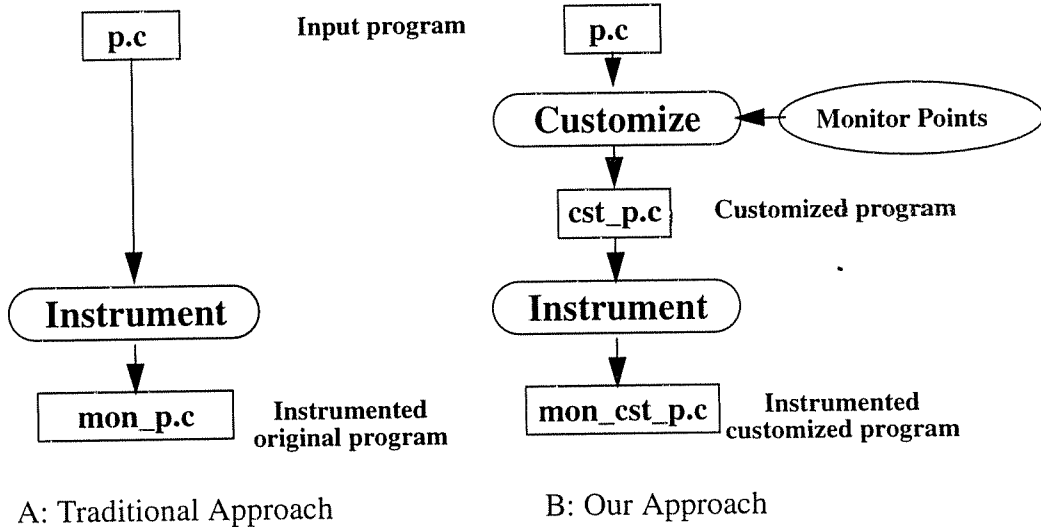 p.c
Input program
p.c
Customize
Monitor Points
cst_p.c
Customized program
Instrument
Instrument
mon_p.c
Instrumented
original program
mon_cst_p.c
Instrumented
customized program
A: Traditional Approach
B: Our Approach